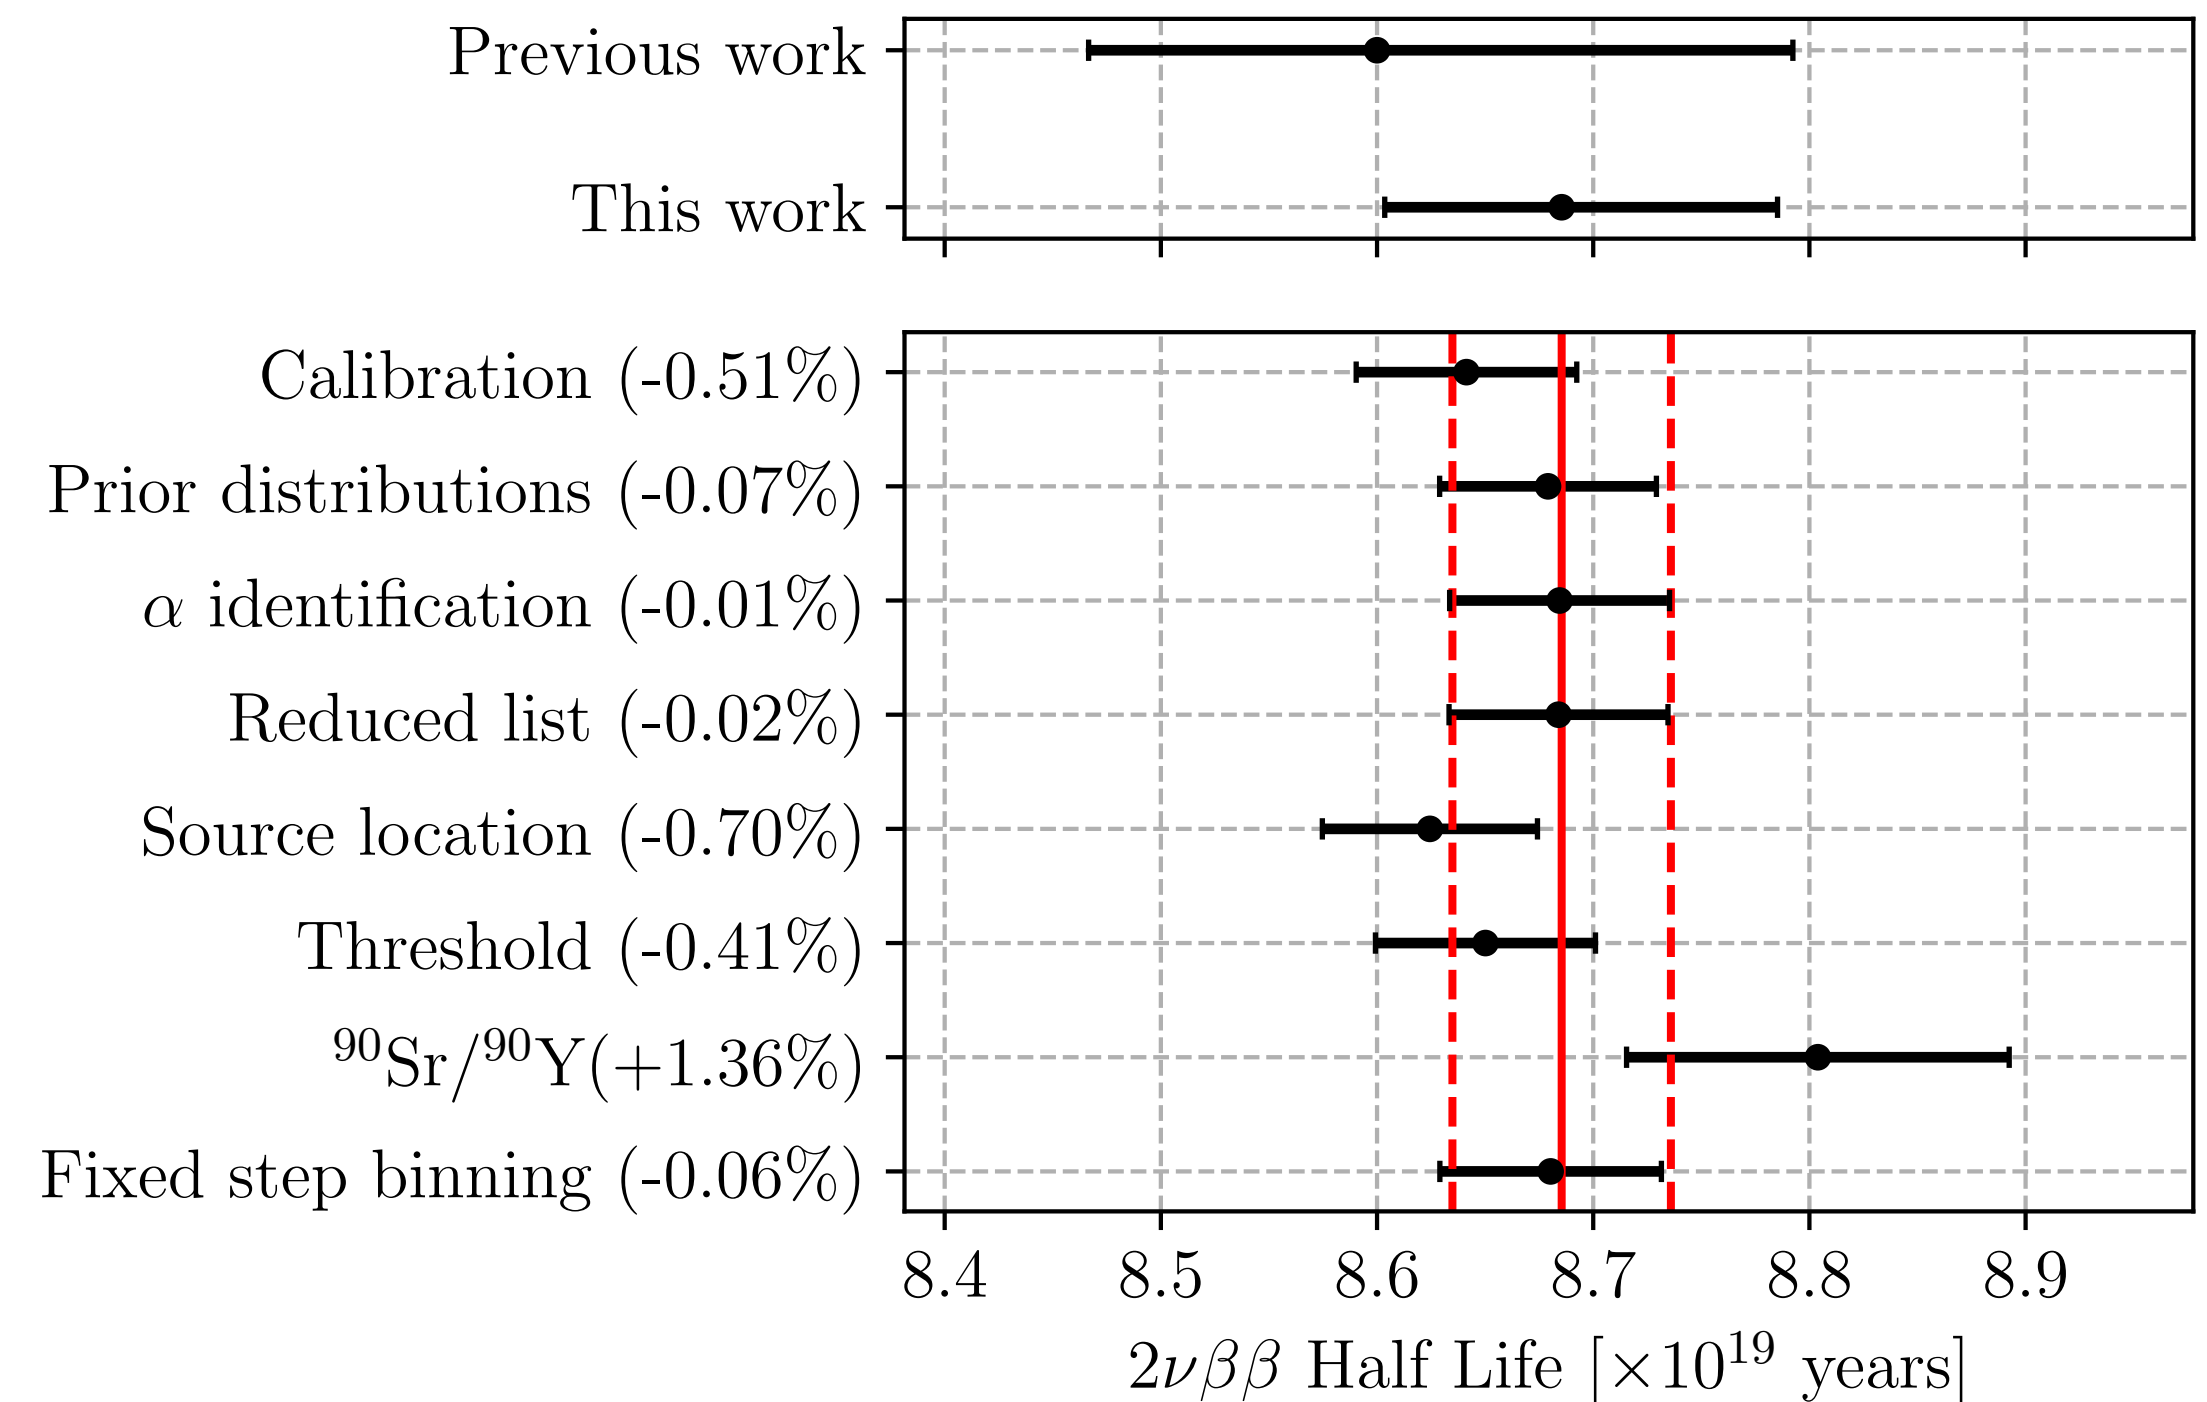 Previous work
This work
Calibration (-0.51%)
Prior distributions (-0.07%)
α identification (-0.01%)
Reduced list (-0.02%)
Source location (-0.70%)
Threshold (-0.41%)
⁹⁰Sr/⁹⁰Y(+1.36%)
Fixed step binning (-0.06%)
8.4 8.5 8.6 8.7 8.8 8.9
2νββ Half Life [×10¹⁹ years]